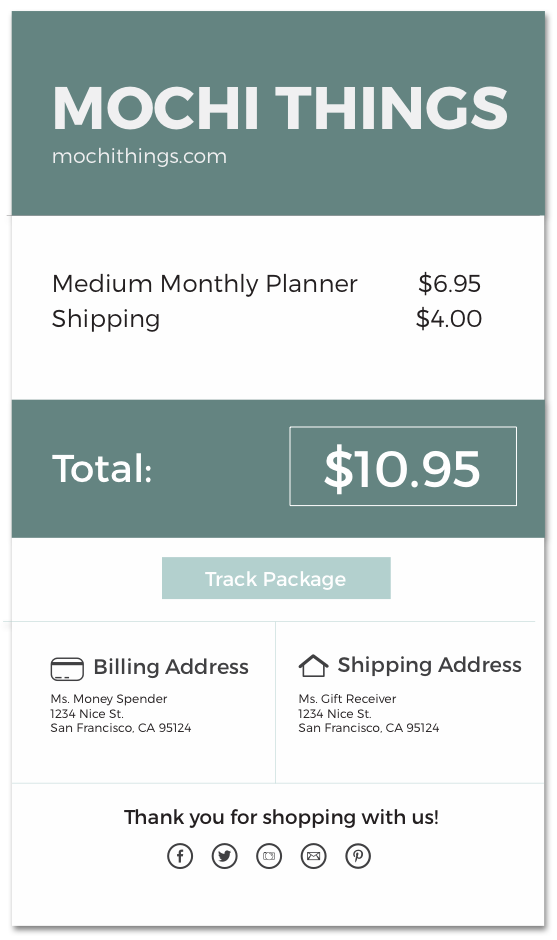 MOCHI THINGS
mochithings.com
Medium Monthly Planner $6.95
Shipping $4.00
Total: $10.95
Track Package
Billing Address
Ms. Money Spender
1234 Nice St.
San Francisco, CA 95124
Shipping Address
Ms. Gift Receiver
1234 Nice St.
San Francisco, CA 95124
Thank you for shopping with us!